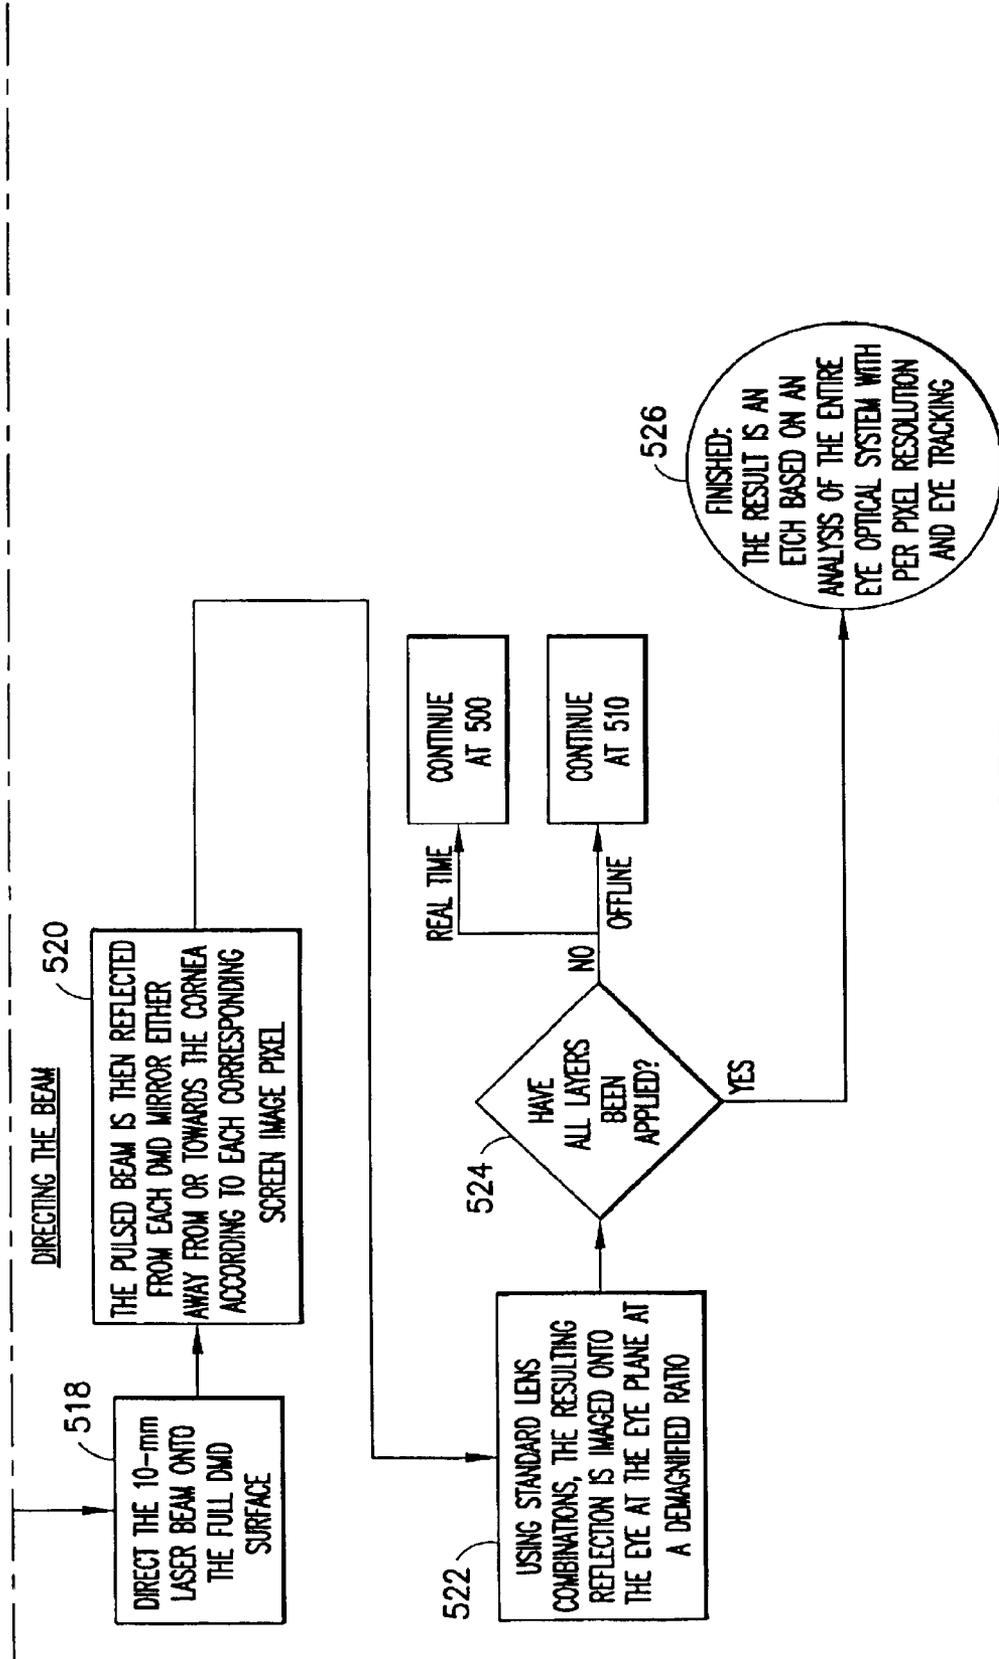 DIRECTING THE BEAM
518
DIRECT THE 10-mm
LASER BEAM ONTO
THE FULL DMD
SURFACE
520
THE PULSED BEAM IS THEN REFLECTED
FROM EACH DMD MIRROR EITHER
AWAY FROM OR TOWARDS THE CORNEA
ACCORDING TO EACH CORRESPONDING
SCREEN IMAGE PIXEL
522
USING STANDARD LENS
COMBINATIONS, THE RESULTING
REFLECTION IS IMAGED ONTO
THE EYE AT THE EYE PLANE AT
A DEMAGNIFIED RATIO
524
HAVE
ALL LAYERS
BEEN
APPLIED?
NO
REAL TIME
CONTINUE
AT 500
OFFLINE
CONTINUE
AT 510
YES
526
FINISHED:
THE RESULT IS AN
ETCH BASED ON AN
ANALYSIS OF THE ENTIRE
EYE OPTICAL SYSTEM WITH
PER PIXEL RESOLUTION
AND EYE TRACKING